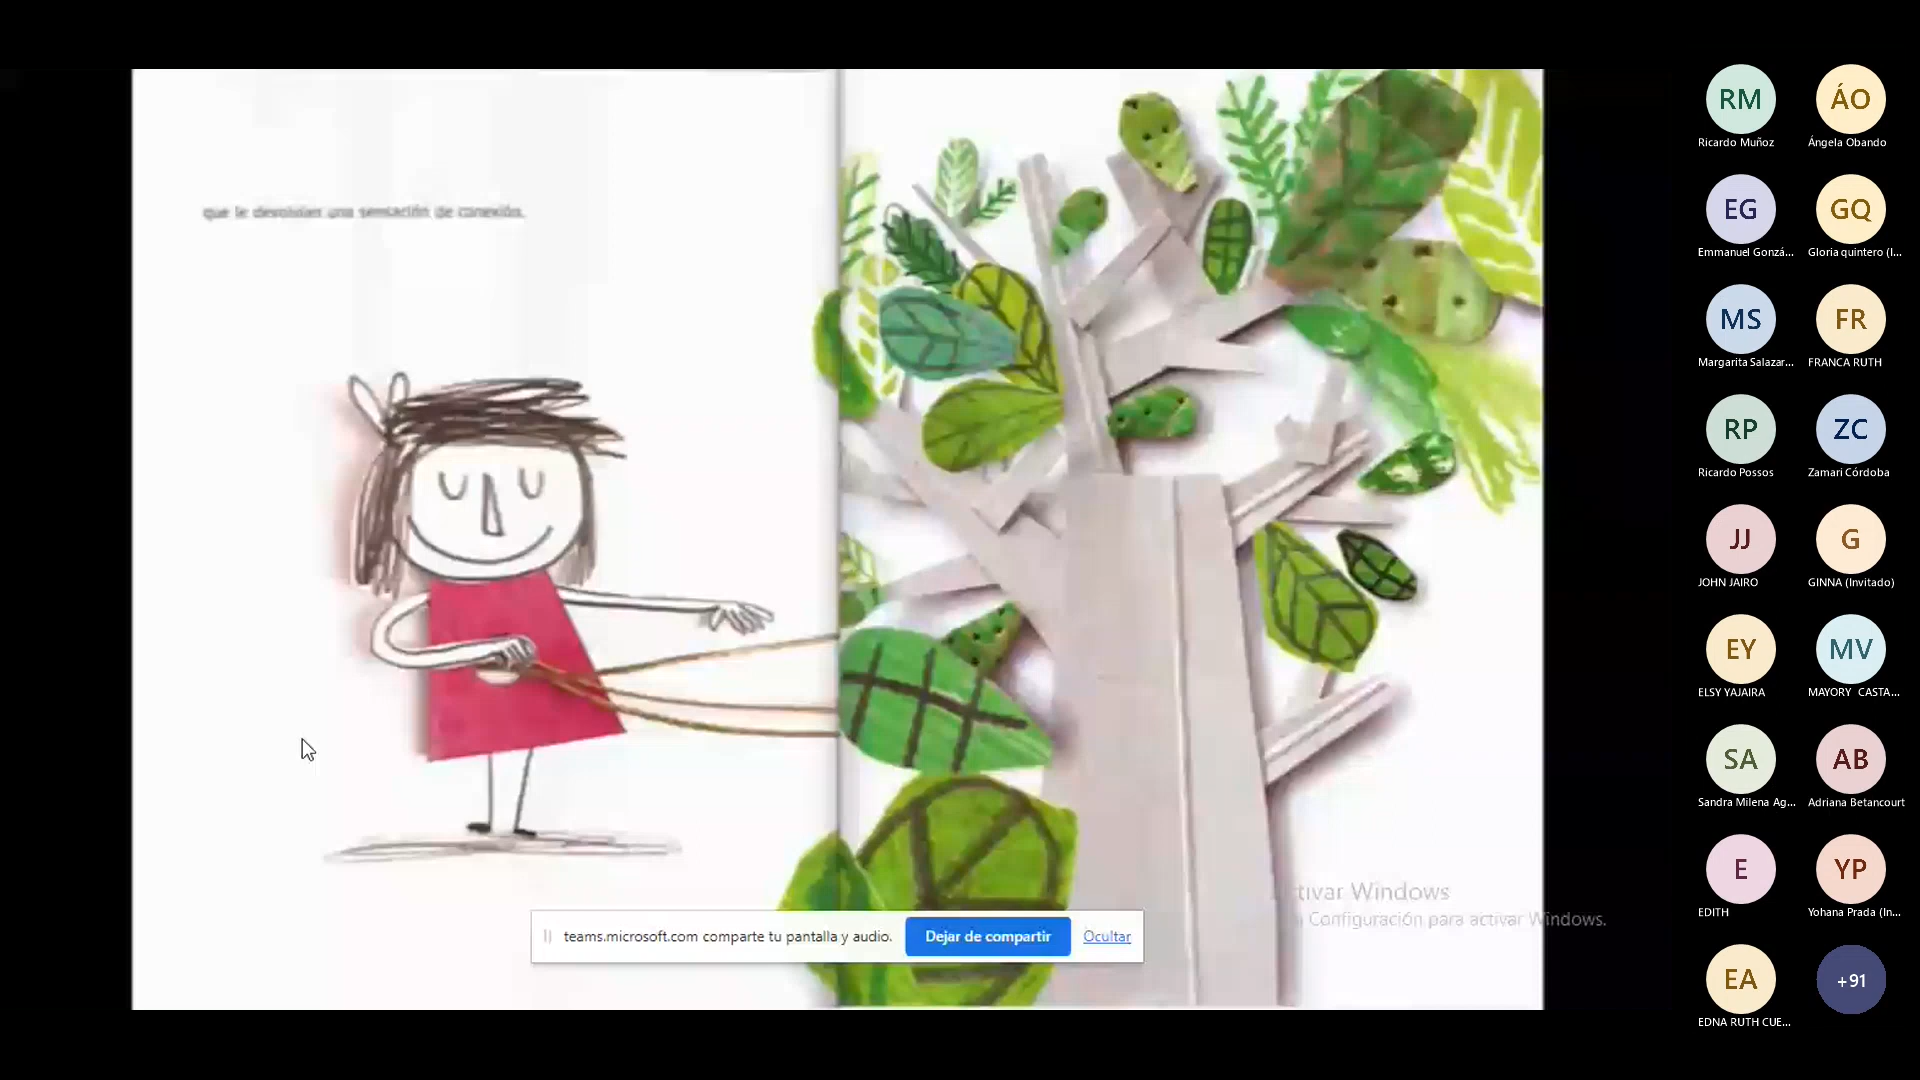 que le devolvían una sensación de conexión.
teams.microsoft.com comparte tu pantalla y audio.
Dejar de compartir
Ocultar
tivar Windows
Configuración para activar Windows.
RM
Ricardo Muñoz
ÁO
Ángela Obando
EG
Emmanuel Gonzá...
GQ
Gloria quintero (I...
MS
Margarita Salazar...
FR
FRANCA RUTH
RP
Ricardo Possos
ZC
Zamari Córdoba
JJ
JOHN JAIRO
G
GINNA (Invitado)
EY
ELSY YAJAIRA
MV
MAYORY CASTA...
SA
Sandra Milena Ag...
AB
Adriana Betancourt
E
EDITH
YP
Yohana Prada (In...
EA
EDNA RUTH CUE...
+91